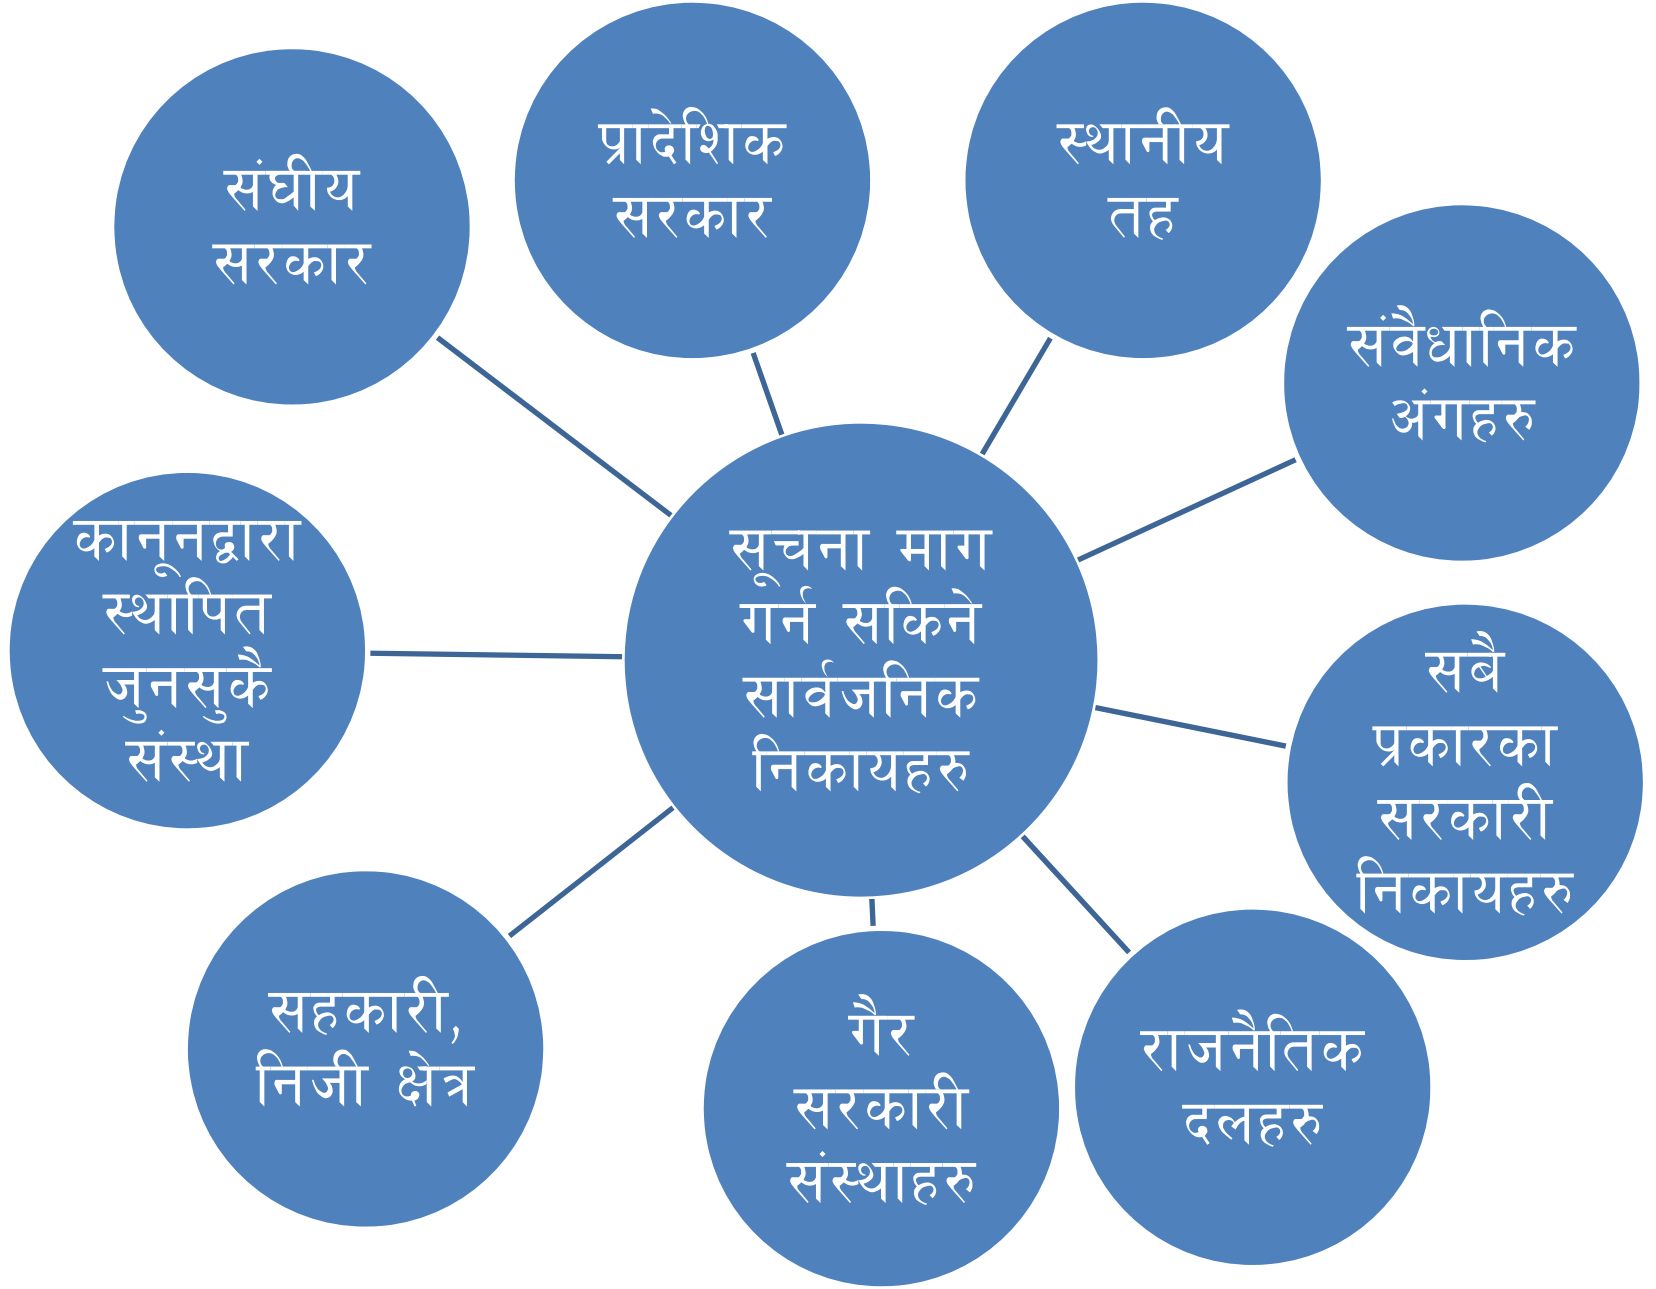 संघीय
सरकार
प्रादेशिक
सरकार
स्थानीय
तह
संवैधानिक
अंगहरु
सूचना माग
गर्न सकिने
सार्वजनिक
निकायहरु
कानूनद्वारा
स्थापित
जुनसुकै
संस्था
सबै
प्रकारका
सरकारी
निकायहरु
सहकारी,
निजी क्षेत्र
गैर
सरकारी
संस्थाहरु
राजनैतिक
दलहरु